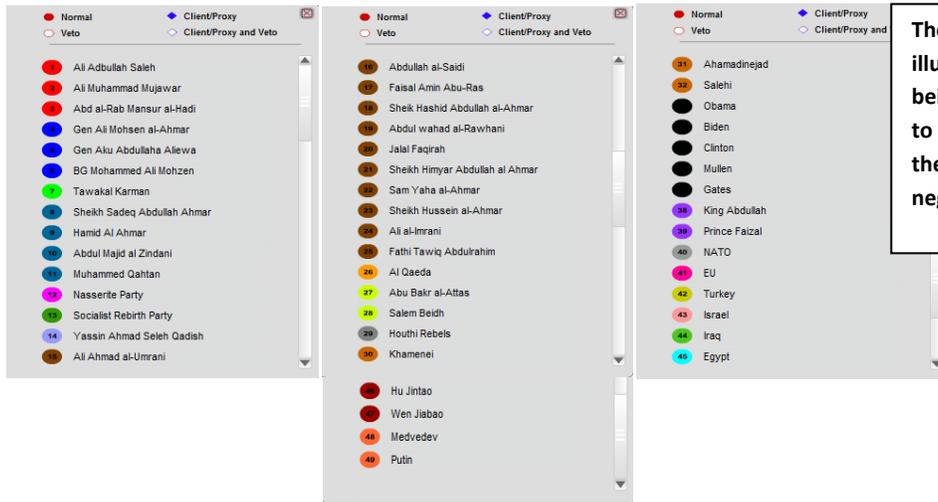 Normal
Client/Proxy
Veto
Client/Proxy and Veto
1 Ali Adbullah Saleh
2 Ali Muhammad Mujawar
3 Abd al-Rab Mansur al-Hadi
Gen Ali Mohsen al-Ahmar
Gen Aku Abdullaha Aliewa
BG Mohammed Ali Mohzen
7 Tawakal Karman
8 Sheikh Sadeq Abdullah Ahmar
9 Hamid Al Ahmar
10 Abdul Majid al Zindani
11 Muhammed Qahtan
12 Nasserite Party
13 Socialist Rebirth Party
14 Yassin Ahmad Seleh Qadish
15 Ali Ahmad al-Umrani
Normal
Client/Proxy
Veto
Client/Proxy and Veto
16 Abdullah al-Saidi
17 Faisal Amin Abu-Ras
18 Sheik Hashid Abdullah al-Ahmar
19 Abdul wahad al-Rawhani
20 Jalal Faqirah
21 Sheikh Himyar Abdullah al Ahmar
22 Sam Yaha al-Ahmar
23 Sheikh Hussein al-Ahmar
24 Ali al-Imrani
25 Fathi Tawiq Abdulrahim
26 Al Qaeda
27 Abu Bakr al-Attas
28 Salem Beidh
29 Houthi Rebels
30 Khamenei
46 Hu Jintao
47 Wen Jiabao
48 Medvedev
49 Putin
Normal
Client/Proxy
Veto
Client/Proxy and
31 Ahamadinejad
32 Salehi
Obama
Biden
Clinton
Mullen
Gates
38 King Abdullah
39 Prince Faizal
40 NATO
41 EU
42 Turkey
43 Israel
44 Iraq
45 Egypt
The
illu
bei
to
the
neg